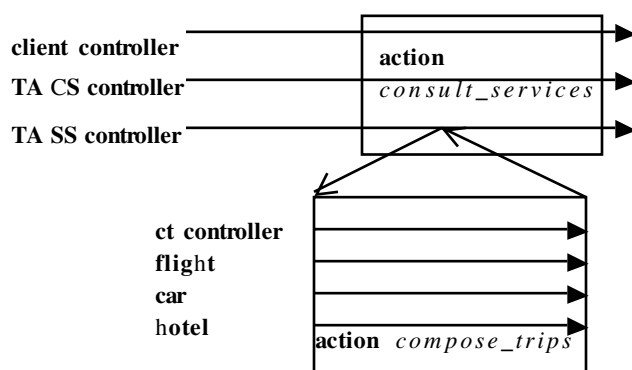 client controller
action
TA CS controller
consult_services
TA SS controller
ct controller
flight
car
hotel
action compose_trips